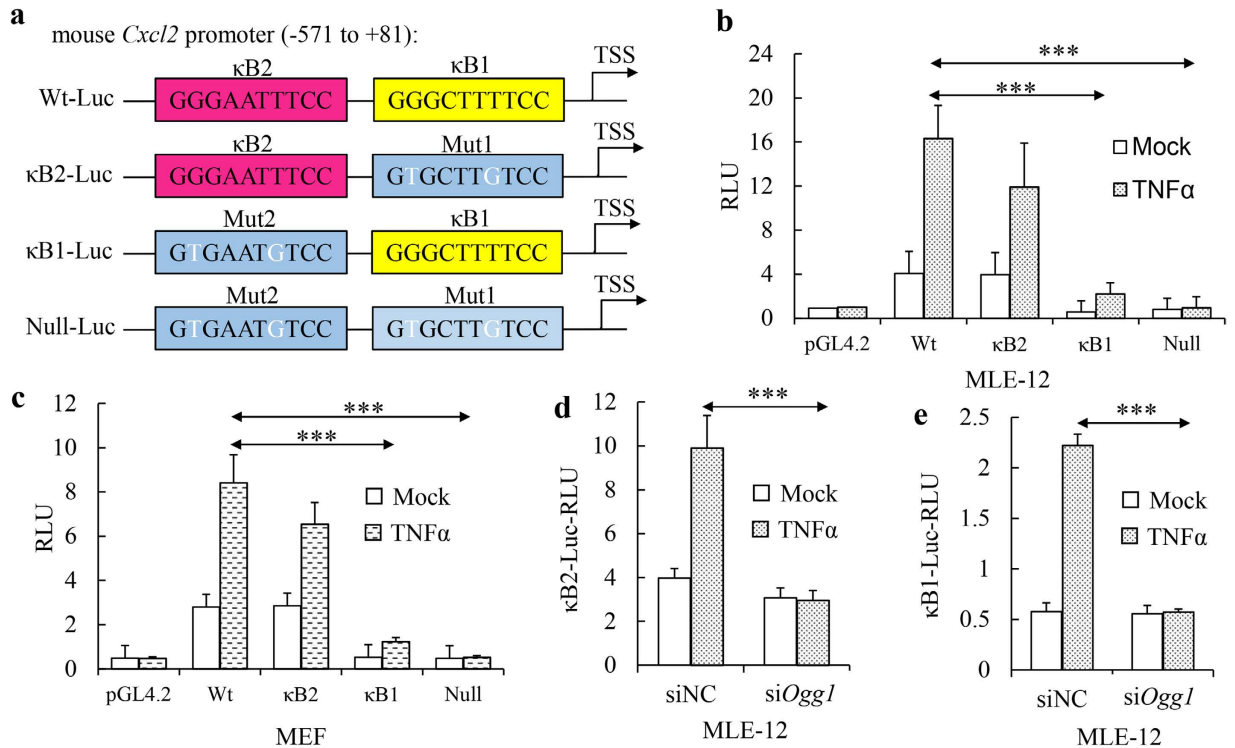 a
mouse Cxcl2 promoter (-571 to +81):
κB2 κB1 TSS
Wt-Luc GGGAATTTCC GGGCTTTTCC
κB2 Mut1 TSS
κB2-Luc GGGAATTTCC GTGCTTGTCC
Mut2 κB1 TSS
κB1-Luc GTGAATGTCC GGGCTTTTCC
Mut2 Mut1 TSS
Null-Luc GTGAATGTCC GTGCTTGTCC
b
24
20
16
12
8
4
0
RLU
***
***
Mock
TNFα
pGL4.2 Wt κB2 κB1 Null
MLE-12
c
12
10
8
6
4
2
0
RLU
***
***
Mock
TNFα
pGL4.2 Wt κB2 κB1 Null
MEF
d
12
10
8
6
4
2
0
κB2-Luc-RLU
***
Mock
TNFα
siNC siOgg1
MLE-12
e
2.5
2
1.5
1
0.5
0
κB1-Luc-RLU
***
Mock
TNFα
siNC siOgg1
MLE-12